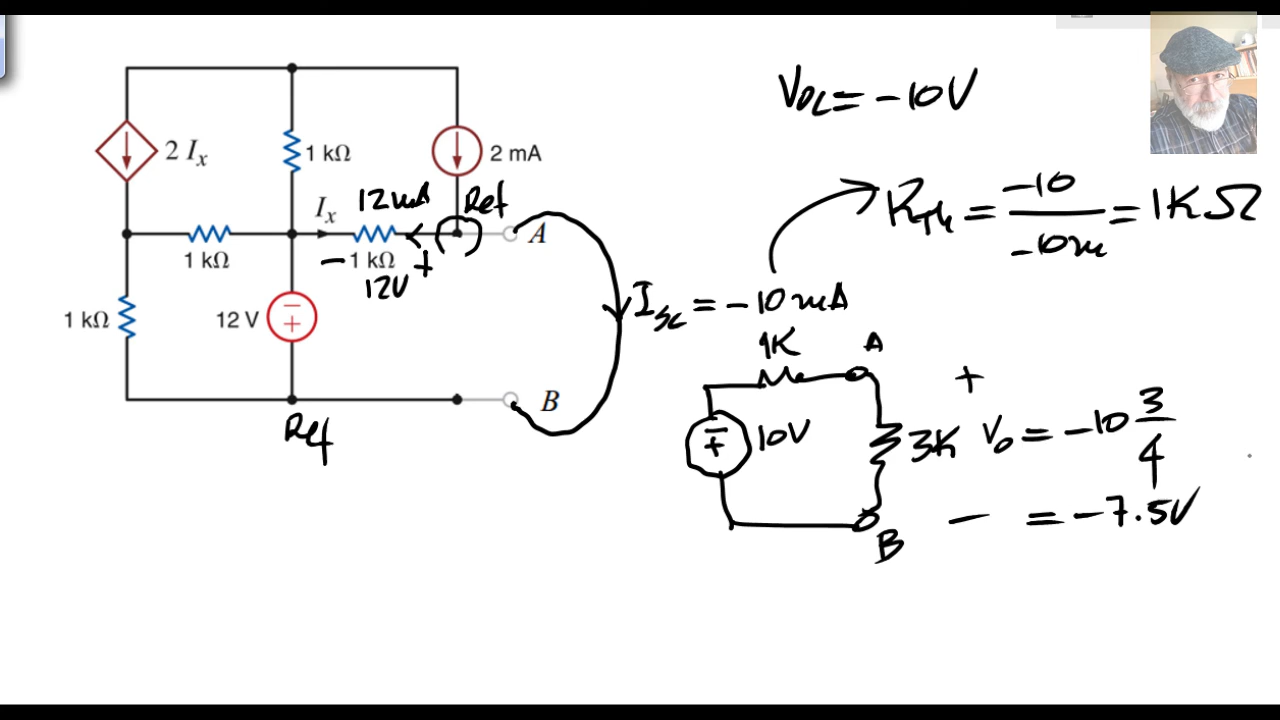 V_OC = -10V
2 I_x
1 kΩ
2 mA
I_x
12mA
Ref
A
1 kΩ
- 1 kΩ +
12V
R_Th = -10 / -10m = 1KΩ
1 kΩ
12 V
- +
I_SC = -10mA
B
Ref
1K
A
+
- +
10V
3K
V_o = -10 3/4
- = -7.5V
B